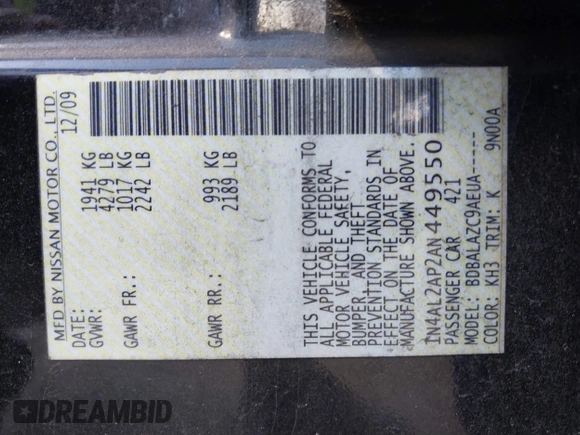 MFD BY NISSAN MOTOR CO., LTD.
12/09
GVWR: 1941 KG
4279 LB
GAWR FR.: 1017 KG
2242 LB
GAWR RR.: 993 KG
2189 LB
THIS VEHICLE CONFORMS TO
ALL APPLICABLE FEDERAL
MOTOR VEHICLE SAFETY,
BUMPER, AND THEFT
PREVENTION STANDARDS IN
EFFECT ON THE DATE OF
MANUFACTURE SHOWN ABOVE.
1N4AL2AP2AN449550
PASSENGER CAR 421
MODEL: BDBALAZC9AEUA-----
COLOR: KH3 TRIM: K 9N00A
DREAMBID